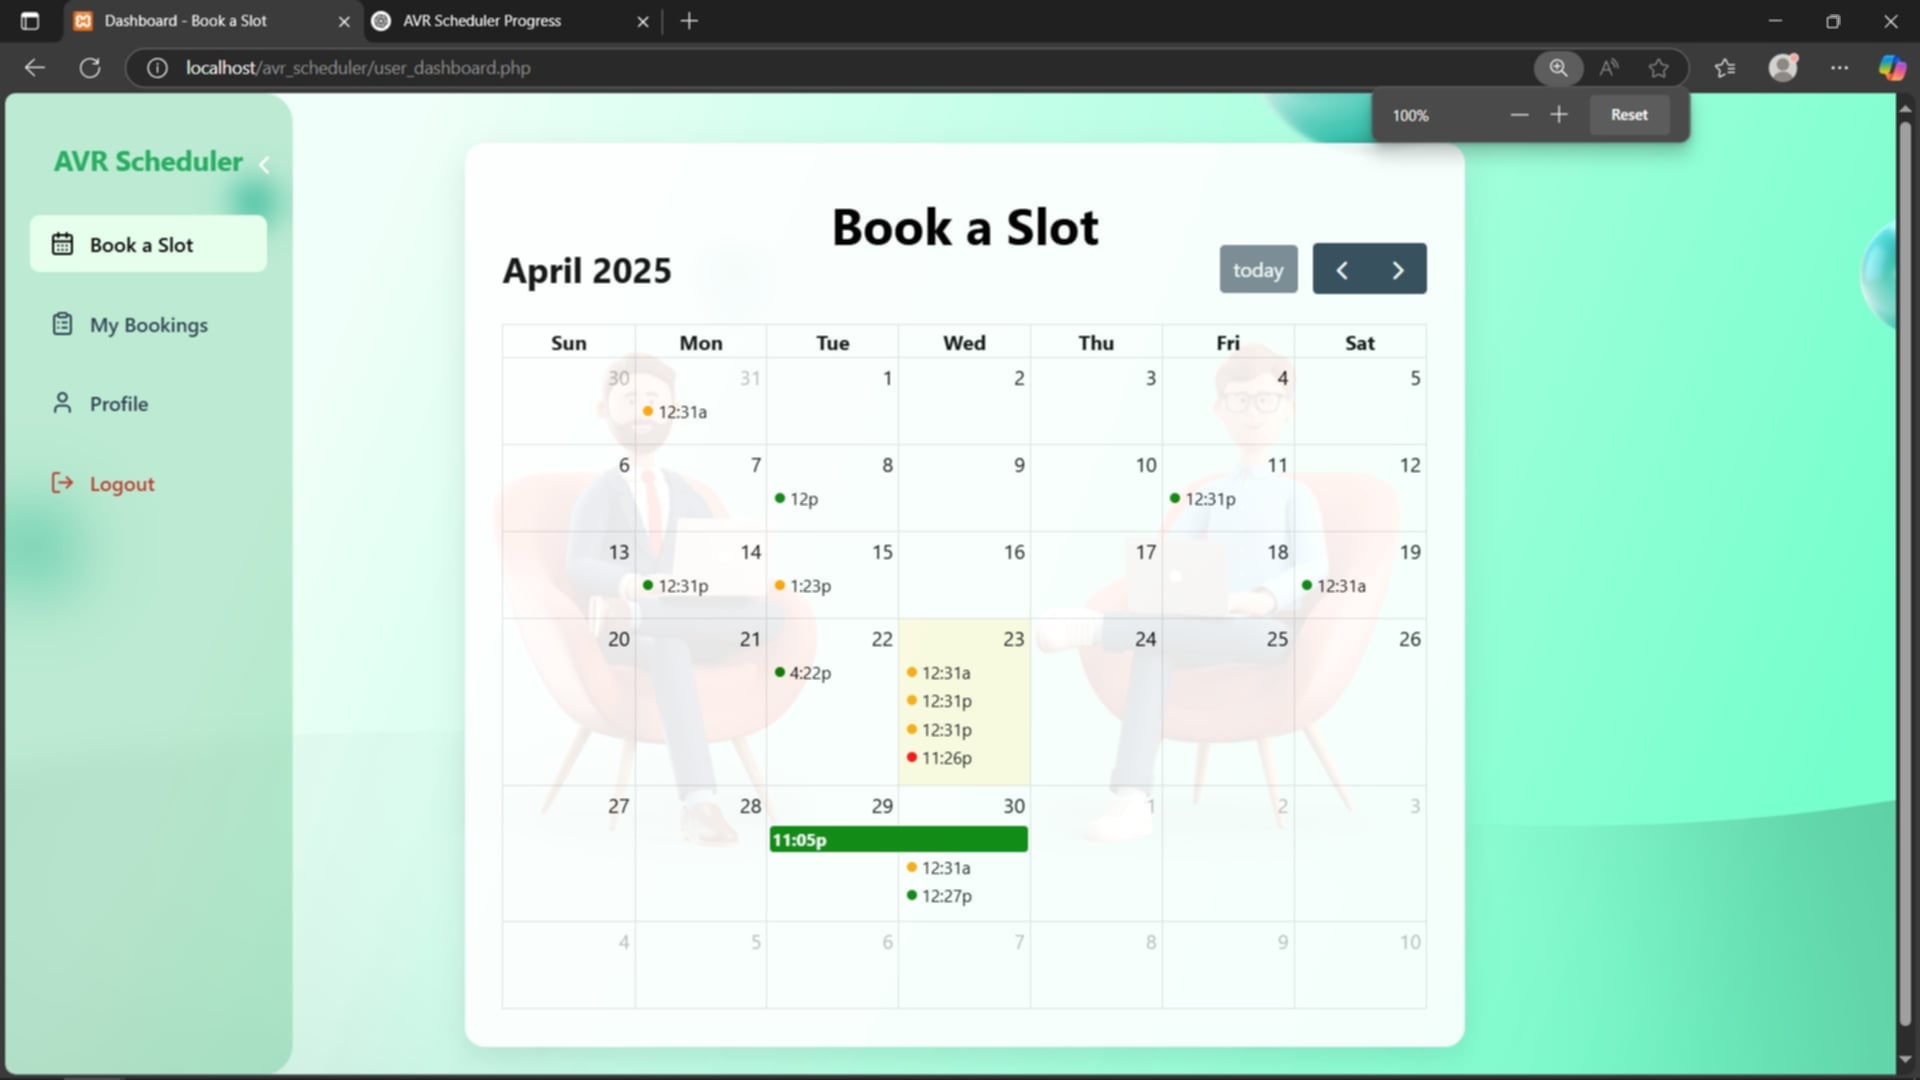 Dashboard - Book a Slot
AVR Scheduler Progress
localhost/avr_scheduler/user_dashboard.php
100%
Reset
AVR Scheduler
Book a Slot
My Bookings
Profile
Logout
Book a Slot
April 2025
today
Sun Mon Tue Wed Thu Fri Sat
30 31 1 2 3 4 5
12:31a
6 7 8 9 10 11 12
12p 12:31p
13 14 15 16 17 18 19
12:31p 1:23p 12:31a
20 21 22 23 24 25 26
4:22p 12:31a
12:31p
12:31p
11:26p
27 28 29 30 1 2 3
11:05p
12:31a
12:27p
4 5 6 7 8 9 10